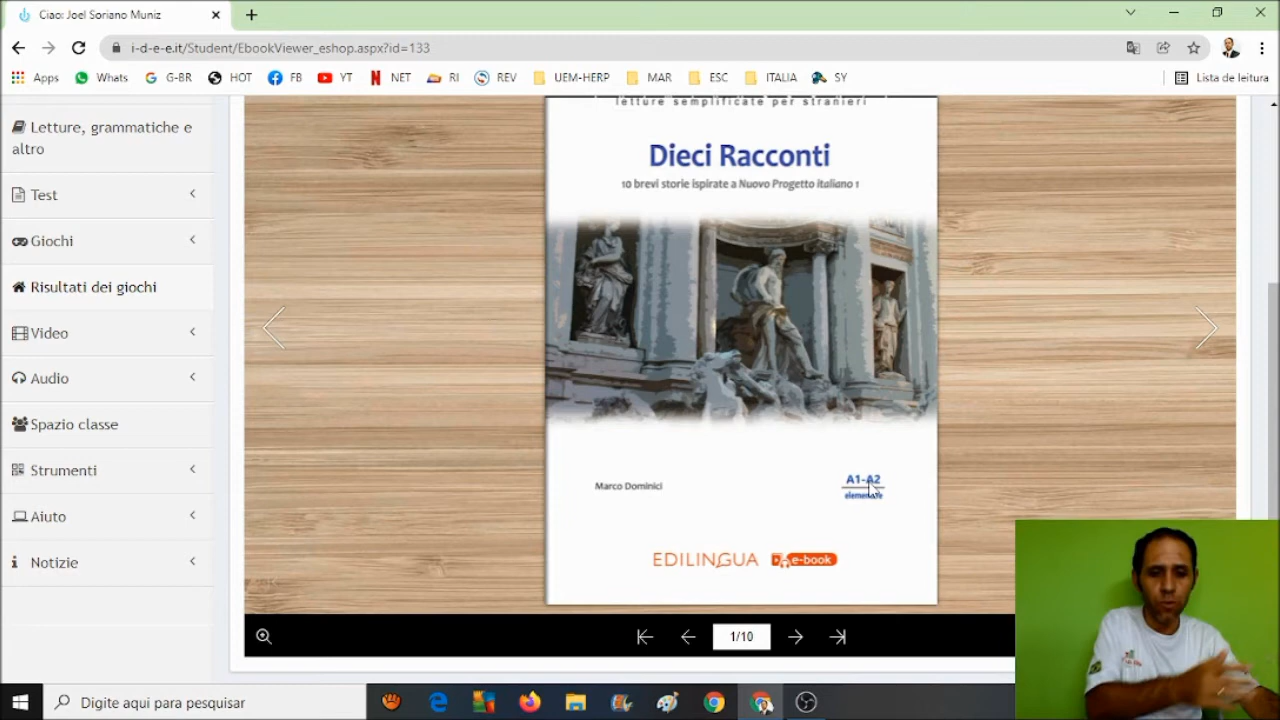 Ciao: Joel Soriano Muniz
i-d-e-e.it/Student/EbookViewer_eshop.aspx?id=133
Apps Whats G-BR HOT FB YT NET RI REV UEM-HERP MAR ESC ITALIA SY Lista de leitura
Letture, grammatiche e
altro
Test
Giochi
Risultati dei giochi
Video
Audio
Spazio classe
Strumenti
Aiuto
Notizie
letture semplificate per stranieri
Dieci Racconti
10 brevi storie ispirate a Nuovo Progetto italiano 1
Marco Dominici
A1-A2
elementare
EDILINGUA e-book
1/10
Digite aqui para pesquisar